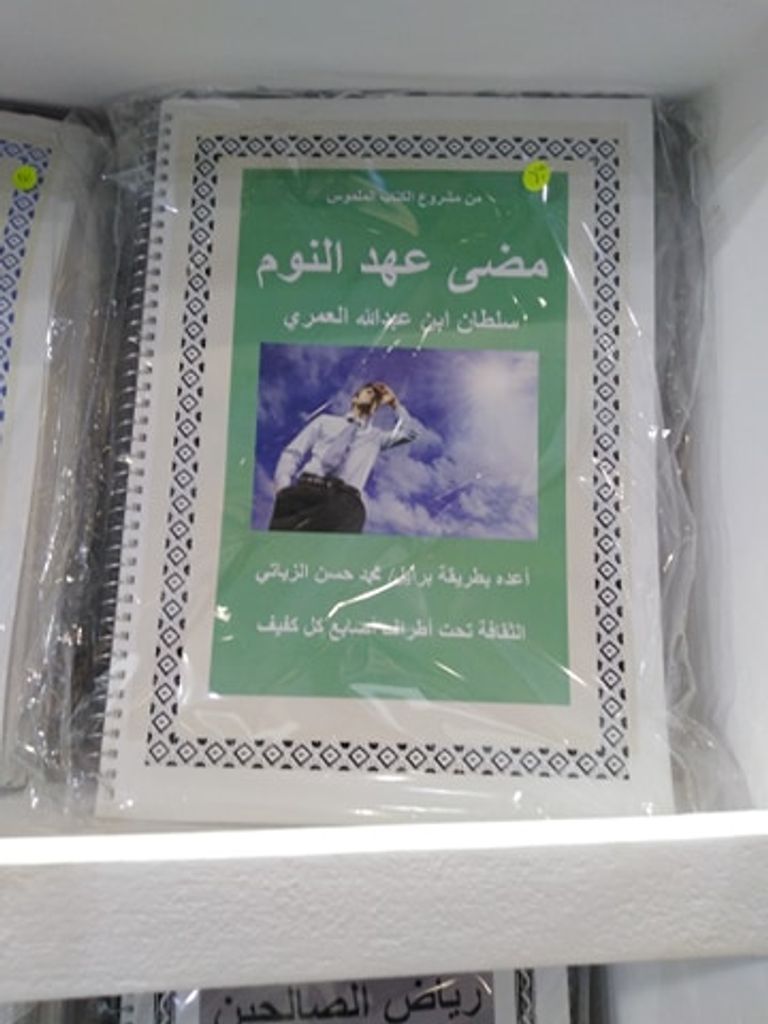 من مشروع الكتاب الملموس
مضى عهد النوم
سلطان ابن عبدالله العمري
أعده بطريقة برايل/ محمد حسن الزياتي
الثقافة تحت أطراف أصابع كل كفيف
رياض الصالحين